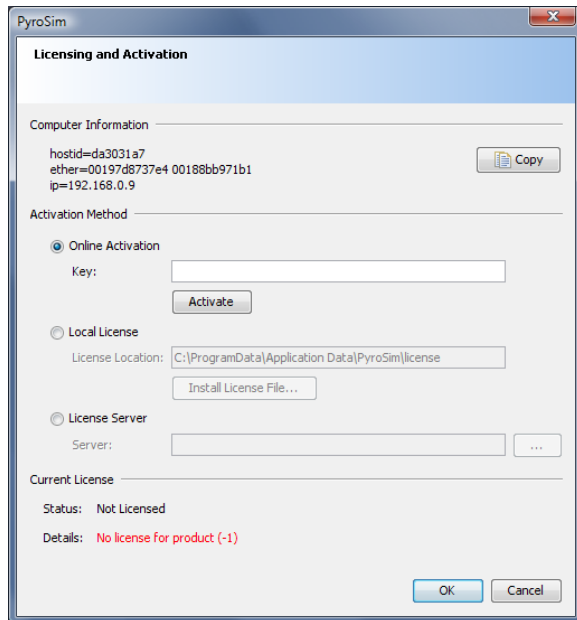 PyroSim
Licensing and Activation
Computer Information
hostid=da3031a7
ether=00197d8737e4 00188bb971b1
ip=192.168.0.9
Copy
Activation Method
Online Activation
Key:
Activate
Local License
License Location: C:\ProgramData\Application Data\PyroSim\license
Install License File...
License Server
Server:
...
Current License
Status: Not Licensed
Details: No license for product (-1)
OK Cancel